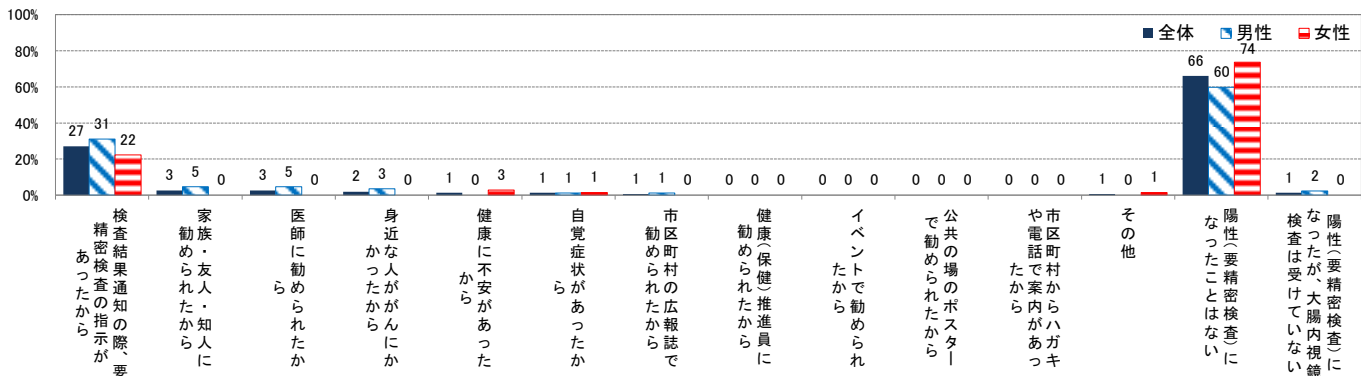 100%
80%
60%
40%
20%
0%
全体 男性 女性
27 31 22
3 5 0
3 5 0
2 3 0
1 0 3
1 1 1
1 1 0
0 0 0
0 0 0
0 0 0
0 0 0
1 0 1
66 60 74
1 2 0
検査結果通知の際、要
精密検査の指示が
あったから
家族・友人・知人に
勧められたから
医師に勧められたか
ら
身近な人ががんにか
かったから
健康に不安があった
から
自覚症状があったか
ら
市区町村の広報誌で
勧められたから
健康(保健)推進員に
勧められたから
イベントで勧められ
たから
公共の場のポスター
で勧められたから
市区町村からハガキ
や電話で案内があっ
たから
その他
陽性(要精密検査)に
なったことはない
陽性(要精密検査)に
なったが、大腸内視鏡
検査は受けていない